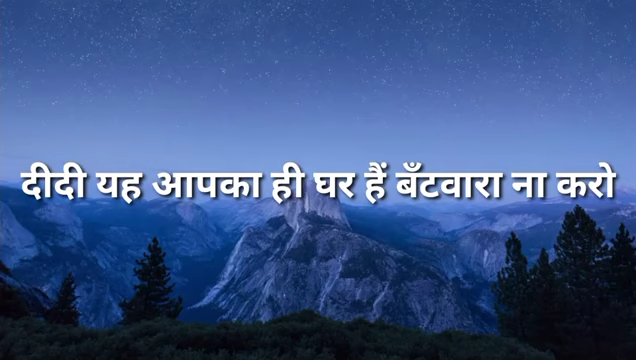 दीदी यह आपका ही घर हैं बँटवारा ना करो